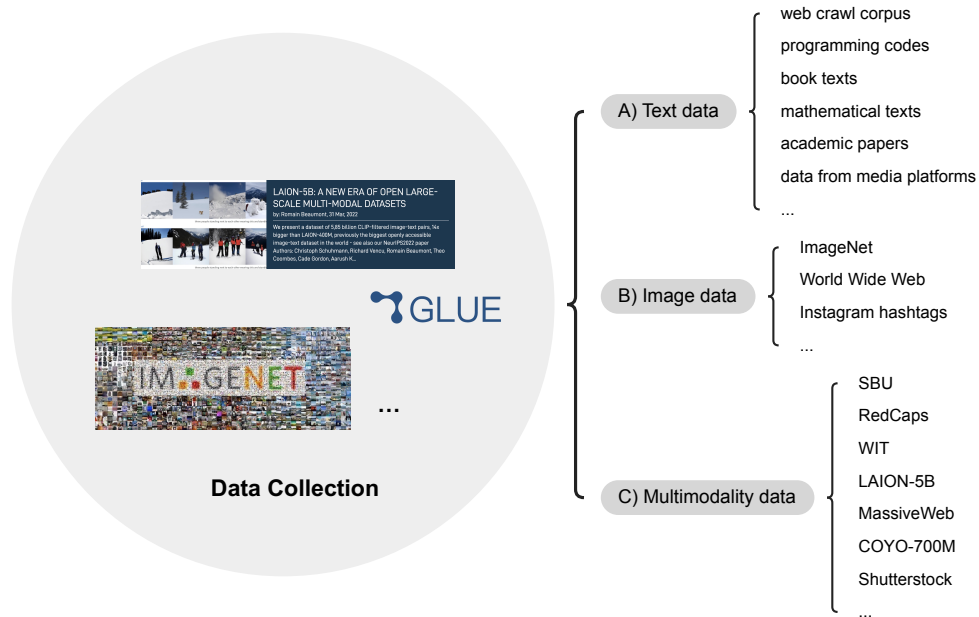 LAION-5B: A NEW ERA OF OPEN LARGE-
SCALE MULTI-MODAL DATASETS
by: Romain Beaumont, 31 Mar, 2022
We present a dataset of 5,85 billion CLIP-filtered image-text pairs, 14x
bigger than LAION-400M, previously the biggest openly accessible
image-text dataset in the world - see also our NeurIPS2022 paper
Authors: Christoph Schuhmann, Richard Vencu, Romain Beaumont, Theo
Coombes, Cade Gordon, Aarush K...
GLUE
IMAGENET
...
Data Collection
A) Text data
web crawl corpus
programming codes
book texts
mathematical texts
academic papers
data from media platforms
...
B) Image data
ImageNet
World Wide Web
Instagram hashtags
...
C) Multimodality data
SBU
RedCaps
WIT
LAION-5B
MassiveWeb
COYO-700M
Shutterstock
...